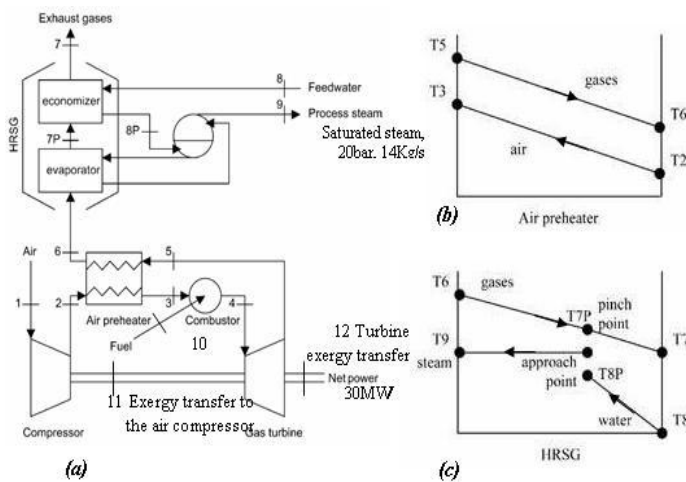 (a)
Exhaust gases
7
HRSG
economizer
8
Feedwater
9
Process steam
8P
7P
Saturated steam,
20bar. 14Kg/s
evaporator
6
5
Air
1
2
3
4
Air preheater
Combustor
10
Fuel
12 Turbine
exergy transfer
Net power
30MW
11 Exergy transfer to
the air compressor
Compressor
Gas turbine
(a)
T5
T3
gases
T6
air
T2
(b)
Air preheater
T6
gases
T7P
pinch
point
T9
T7
steam
approach
point
T8P
water
T8
(c)
HRSG